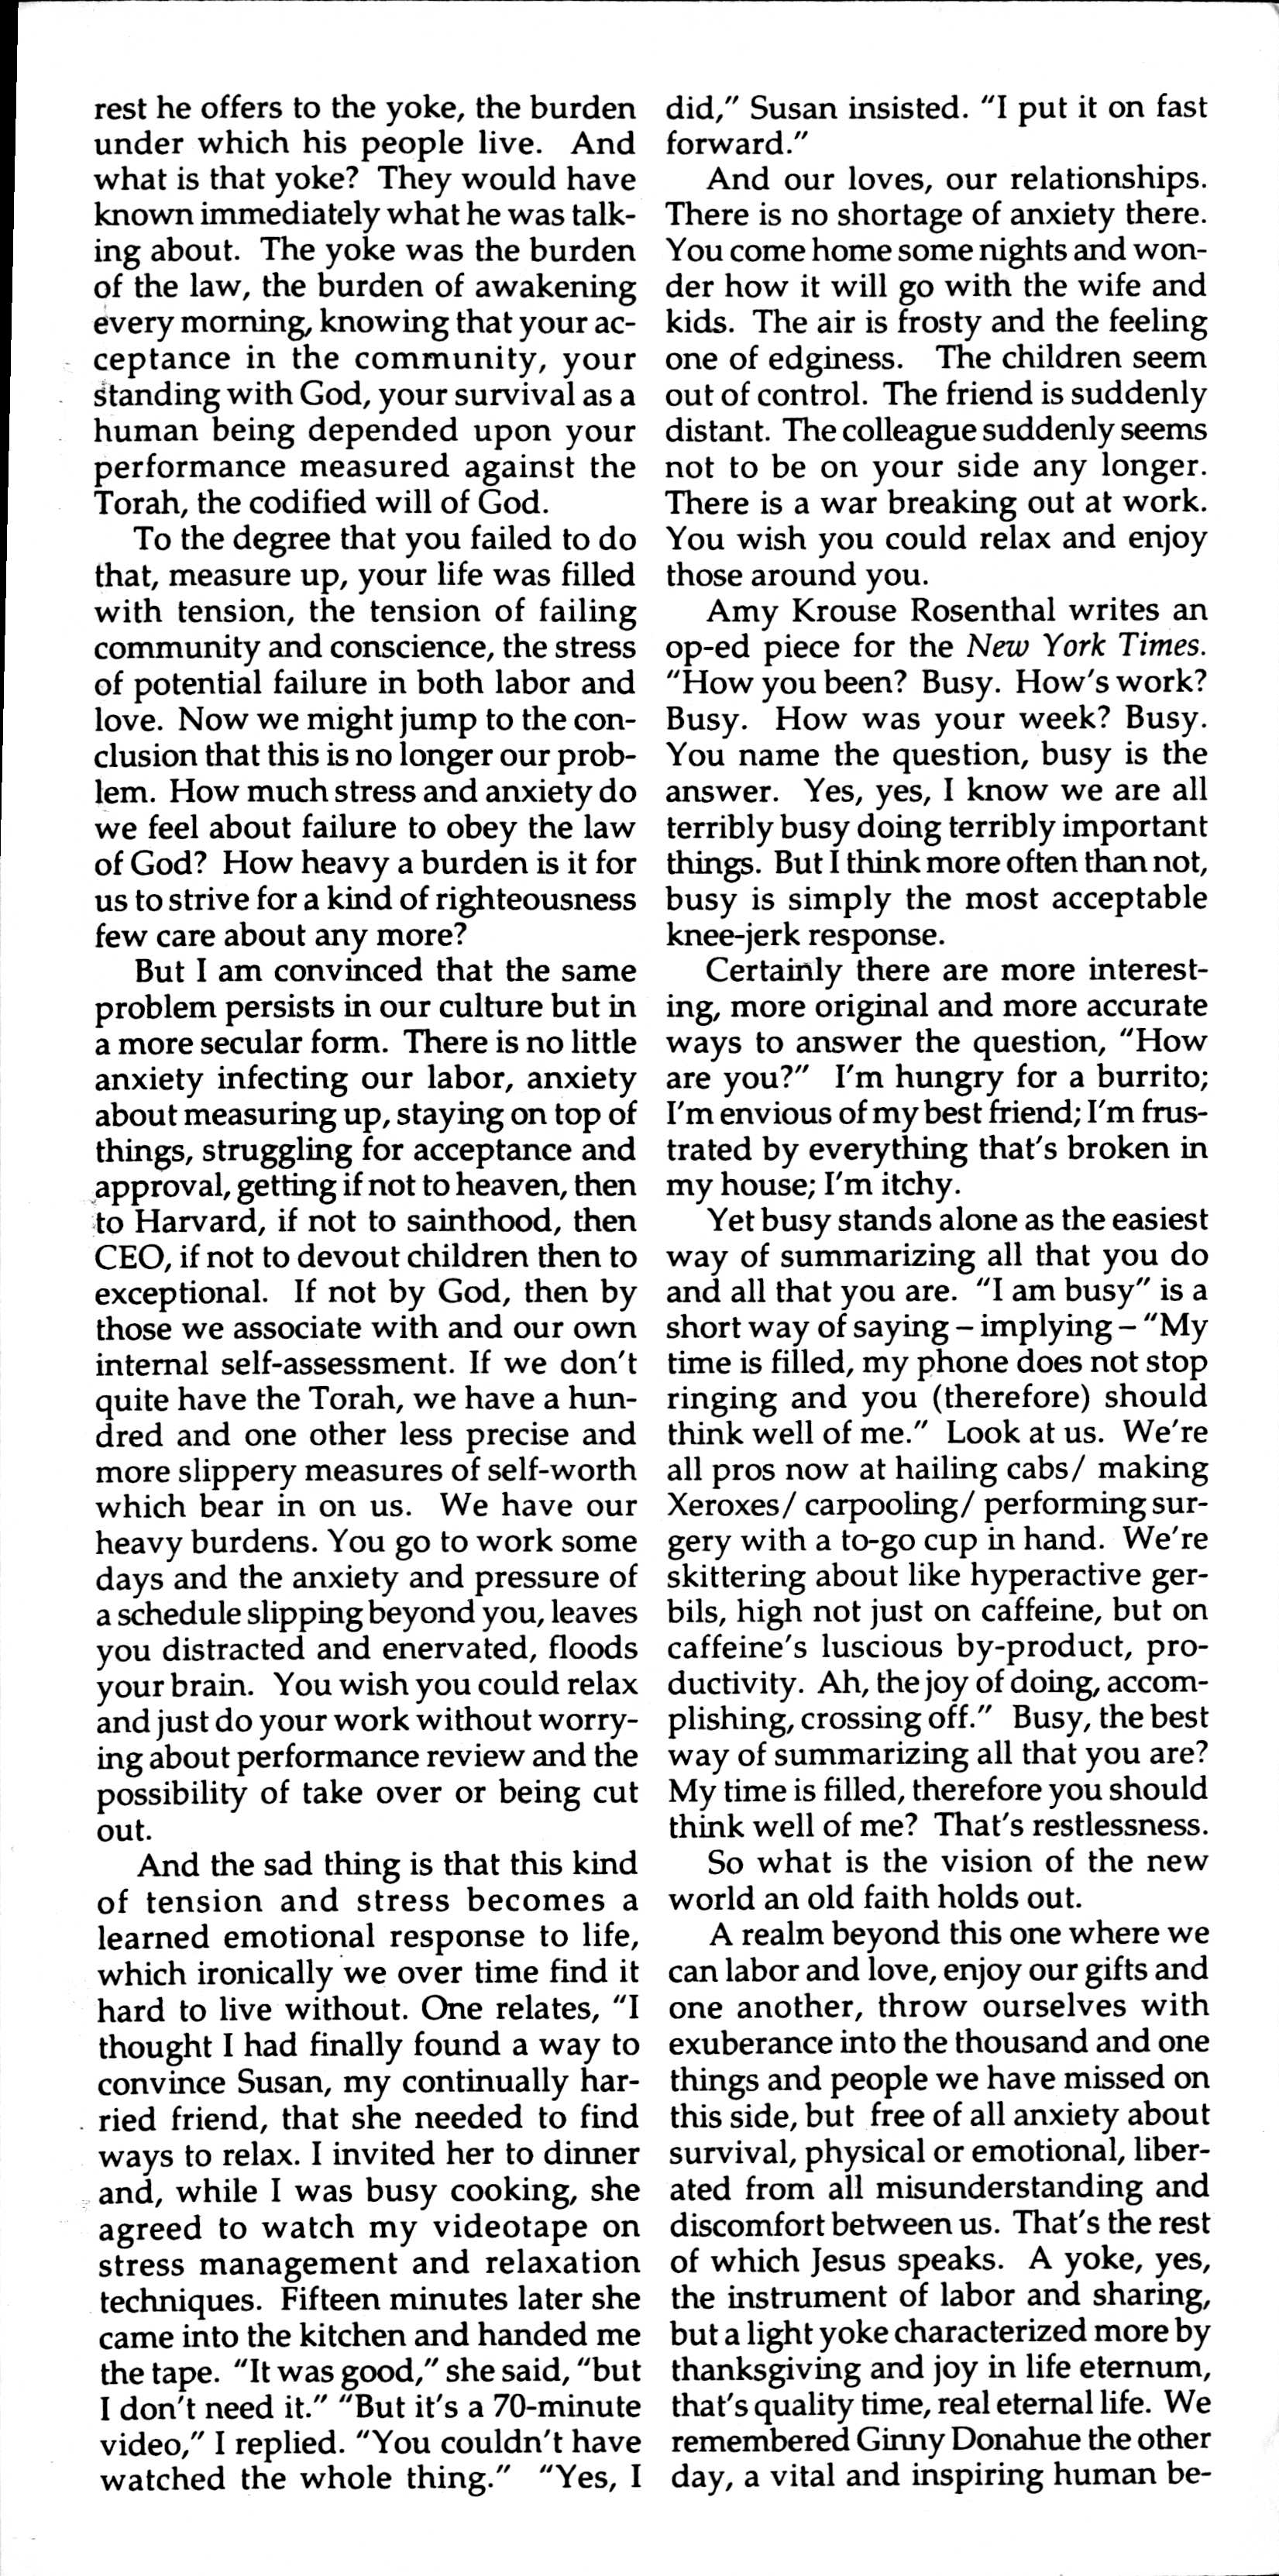 rest he offers to the yoke, the burden
under which his people live. And
what is that yoke? They would have
known immediately what he was talk-
ing about. The yoke was the burden
of the law, the burden of awakening
every morning, knowing that your ac-
ceptance in the community, your
standing with God, your survival as a
human being depended upon your
performance measured against the
Torah, the codified will of God.
To the degree that you failed to do
that, measure up, your life was filled
with tension, the tension of failing
community and conscience, the stress
of potential failure in both labor and
love. Now we might jump to the con-
clusion that this is no longer our prob-
lem. How much stress and anxiety do
we feel about failure to obey the law
of God? How heavy a burden is it for
us to strive for a kind of righteousness
few care about any more?
But I am convinced that the same
problem persists in our culture but in
a more secular form. There is no little
anxiety infecting our labor, anxiety
about measuring up, staying on top of
things, struggling for acceptance and
approval, getting if not to heaven, then
to Harvard, if not to sainthood, then
CEO, if not to devout children then to
exceptional. If not by God, then by
those we associate with and our own
internal self-assessment. If we don't
quite have the Torah, we have a hun-
dred and one other less precise and
more slippery measures of self-worth
which bear in on us. We have our
heavy burdens. You go to work some
days and the anxiety and pressure of
a schedule slipping beyond you, leaves
you distracted and enervated, floods
your brain. You wish you could relax
and just do your work without worry-
ing about performance review and the
possibility of take over or being cut
out.
And the sad thing is that this kind
of tension and stress becomes a
learned emotional response to life,
which ironically we over time find it
hard to live without. One relates, "I
thought I had finally found a way to
convince Susan, my continually har-
ried friend, that she needed to find
ways to relax. I invited her to dinner
and, while I was busy cooking, she
agreed to watch my videotape on
stress management and relaxation
techniques. Fifteen minutes later she
came into the kitchen and handed me
the tape. "It was good," she said, "but
I don't need it." "But it's a 70-minute
video," I replied. "You couldn't have
watched the whole thing." "Yes, I
did," Susan insisted. "I put it on fast
forward."
And our loves, our relationships.
There is no shortage of anxiety there.
You come home some nights and won-
der how it will go with the wife and
kids. The air is frosty and the feeling
one of edginess. The children seem
out of control. The friend is suddenly
distant. The colleague suddenly seems
not to be on your side any longer.
There is a war breaking out at work.
You wish you could relax and enjoy
those around you.
Amy Krouse Rosenthal writes an
op-ed piece for the New York Times.
"How you been? Busy. How's work?
Busy. How was your week? Busy.
You name the question, busy is the
answer. Yes, yes, I know we are all
terribly busy doing terribly important
things. But I think more often than not,
busy is simply the most acceptable
knee-jerk response.
Certainly there are more interest-
ing, more original and more accurate
ways to answer the question, "How
are you?" I'm hungry for a burrito;
I'm envious of my best friend; I'm frus-
trated by everything that's broken in
my house; I'm itchy.
Yet busy stands alone as the easiest
way of summarizing all that you do
and all that you are. "I am busy" is a
short way of saying – implying – "My
time is filled, my phone does not stop
ringing and you (therefore) should
think well of me." Look at us. We're
all pros now at hailing cabs/ making
Xeroxes/ carpooling/ performing sur-
gery with a to-go cup in hand. We're
skittering about like hyperactive ger-
bils, high not just on caffeine, but on
caffeine's luscious by-product, pro-
ductivity. Ah, the joy of doing, accom-
plishing, crossing off." Busy, the best
way of summarizing all that you are?
My time is filled, therefore you should
think well of me? That's restlessness.
So what is the vision of the new
world an old faith holds out.
A realm beyond this one where we
can labor and love, enjoy our gifts and
one another, throw ourselves with
exuberance into the thousand and one
things and people we have missed on
this side, but free of all anxiety about
survival, physical or emotional, liber-
ated from all misunderstanding and
discomfort between us. That's the rest
of which Jesus speaks. A yoke, yes,
the instrument of labor and sharing,
but a light yoke characterized more by
thanksgiving and joy in life eternum,
that's quality time, real eternal life. We
remembered Ginny Donahue the other
day, a vital and inspiring human be-